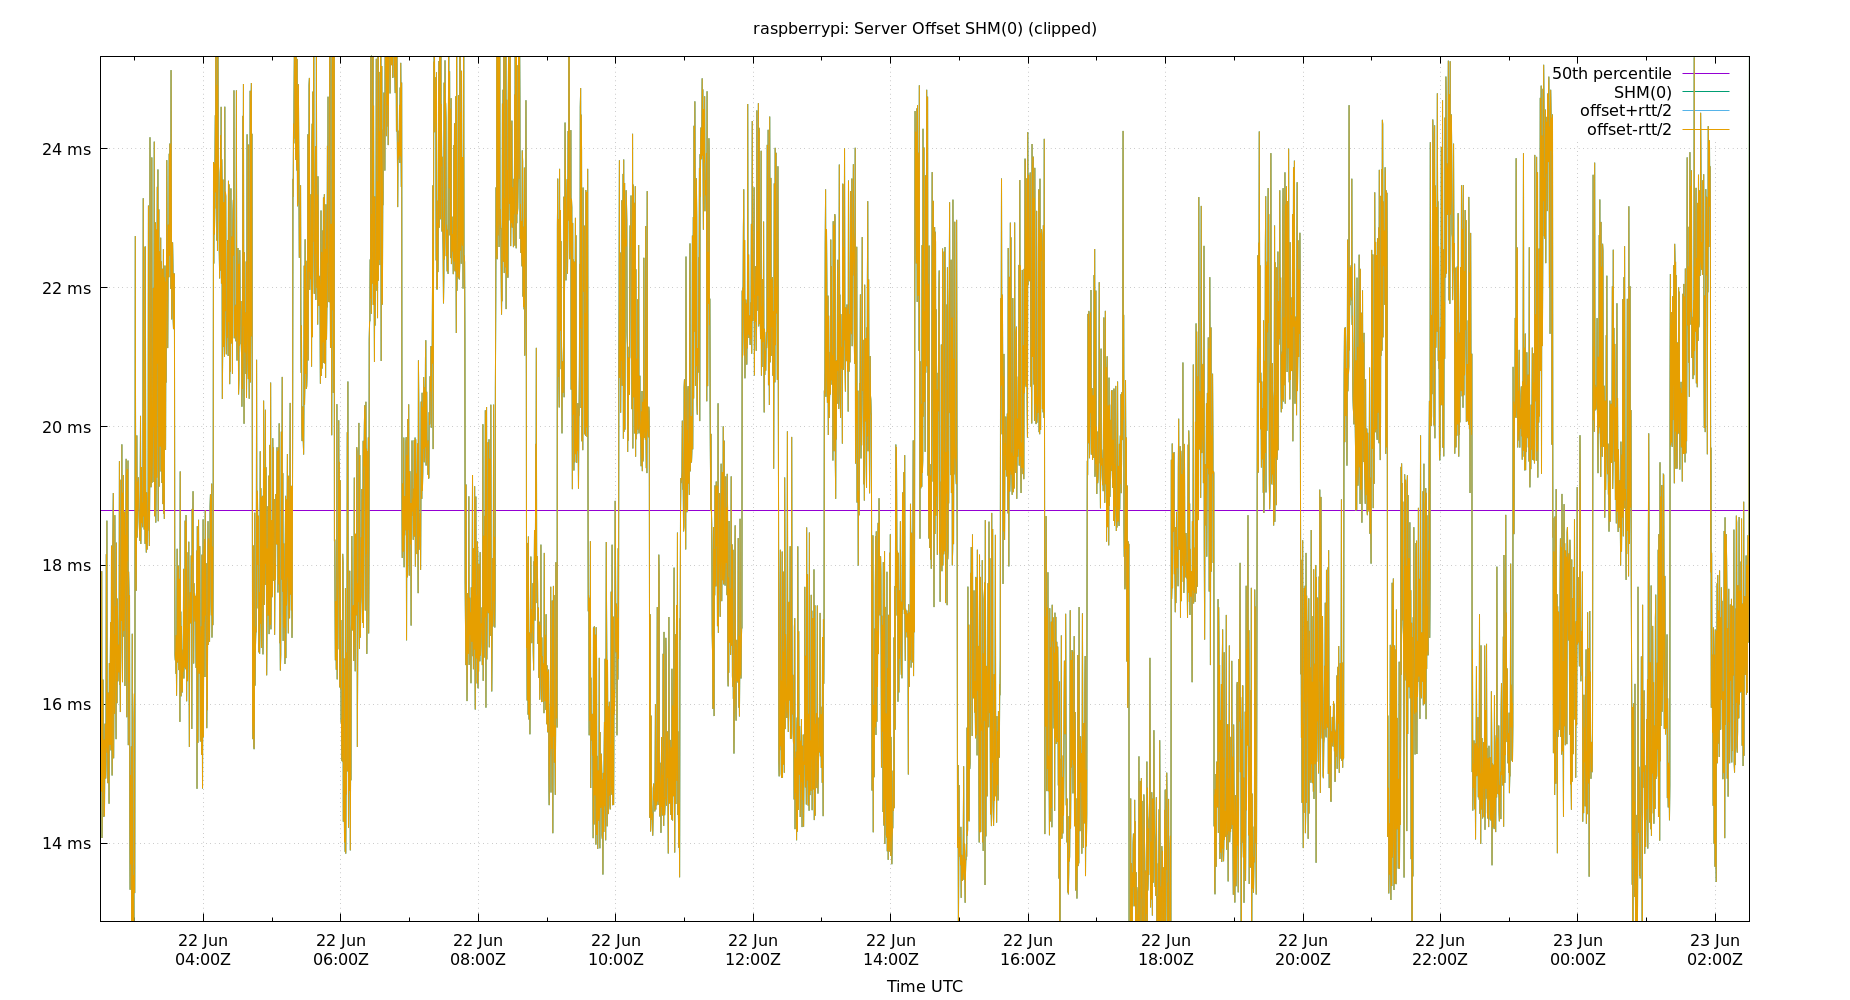 raspberrypi: Server Offset SHM(0) (clipped)
50th percentile
SHM(0)
offset+rtt/2
offset-rtt/2
24 ms
22 ms
20 ms
18 ms
16 ms
14 ms
22 Jun 22 Jun 22 Jun 22 Jun 22 Jun 22 Jun 22 Jun 22 Jun 22 Jun 22 Jun 23 Jun 23 Jun
04:00Z 06:00Z 08:00Z 10:00Z 12:00Z 14:00Z 16:00Z 18:00Z 20:00Z 22:00Z 00:00Z 02:00Z
Time UTC